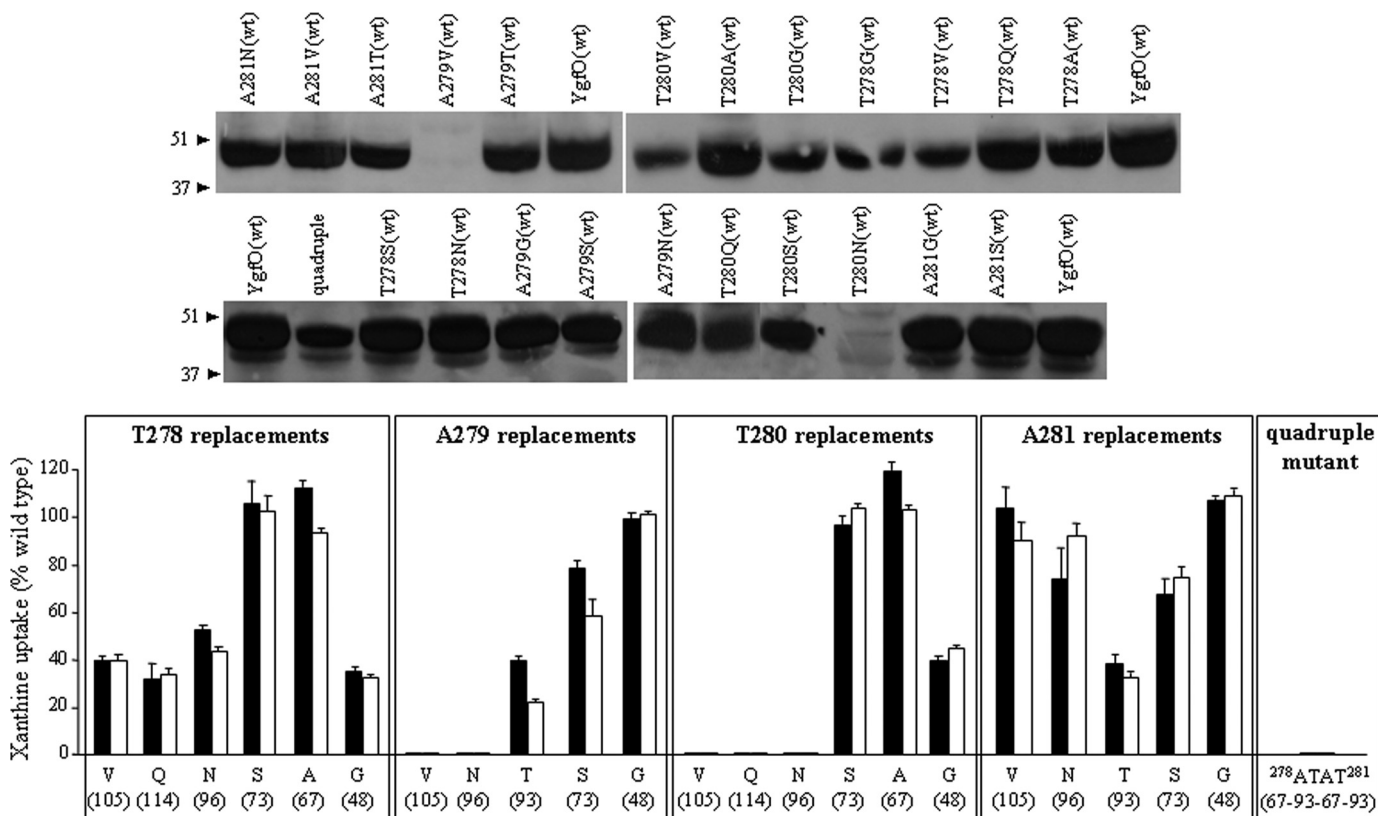 A281N(wt) A281V(wt) A281T(wt) A279V(wt) A279T(wt) YgfO(wt) T280V(wt) T280A(wt) T280G(wt) T278G(wt) T278V(wt) T278Q(wt) T278A(wt) YgfO(wt)
51
37
YgfO(wt) quadruple T278S(wt) T278N(wt) A279G(wt) A279S(wt) A279N(wt) T280Q(wt) T280S(wt) T280N(wt) A281G(wt) A281S(wt) YgfO(wt)
51
37
T278 replacements A279 replacements T280 replacements A281 replacements quadruple
mutant
Xanthine uptake (% wild type)
120
100
80
60
40
20
0
V Q N S A G V N T S G V Q N S A G V N T S G ²⁷⁸ATAT²⁸¹
(105) (114) (96) (73) (67) (48) (105) (96) (93) (73) (48) (105) (114) (96) (73) (67) (48) (105) (96) (93) (73) (48) (67-93-67-93)